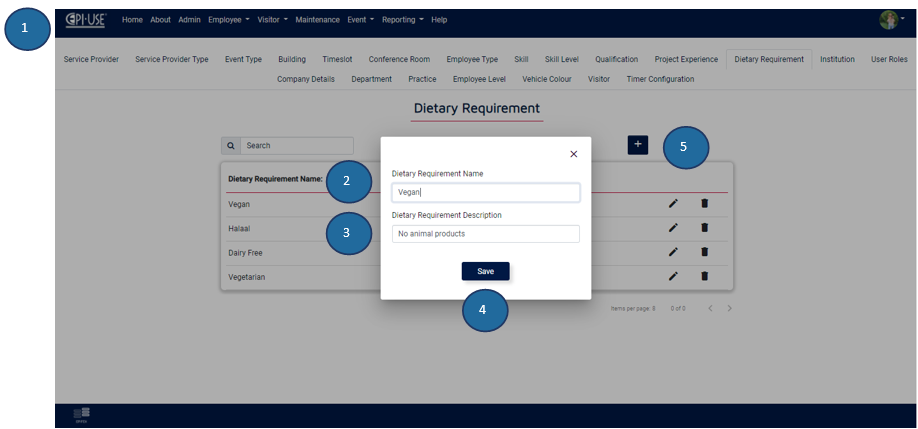 1
EPI·USE Home About Admin Employee Visitor Maintenance Event Reporting Help
Service Provider Service Provider Type Event Type Building Timeslot Conference Room Employee Type Skill Skill Level Qualification Project Experience Dietary Requirement Institution User Roles
Company Details Department Practice Employee Level Vehicle Colour Visitor Timer Configuration
Dietary Requirement
Search + 5
×
Dietary Requirement Name: 2 Dietary Requirement Name
Vegan Vegan
Dietary Requirement Description
Halaal 3 No animal products
Dairy Free
Save
Vegetarian
4
Items per page: 8 0 of 0 < >